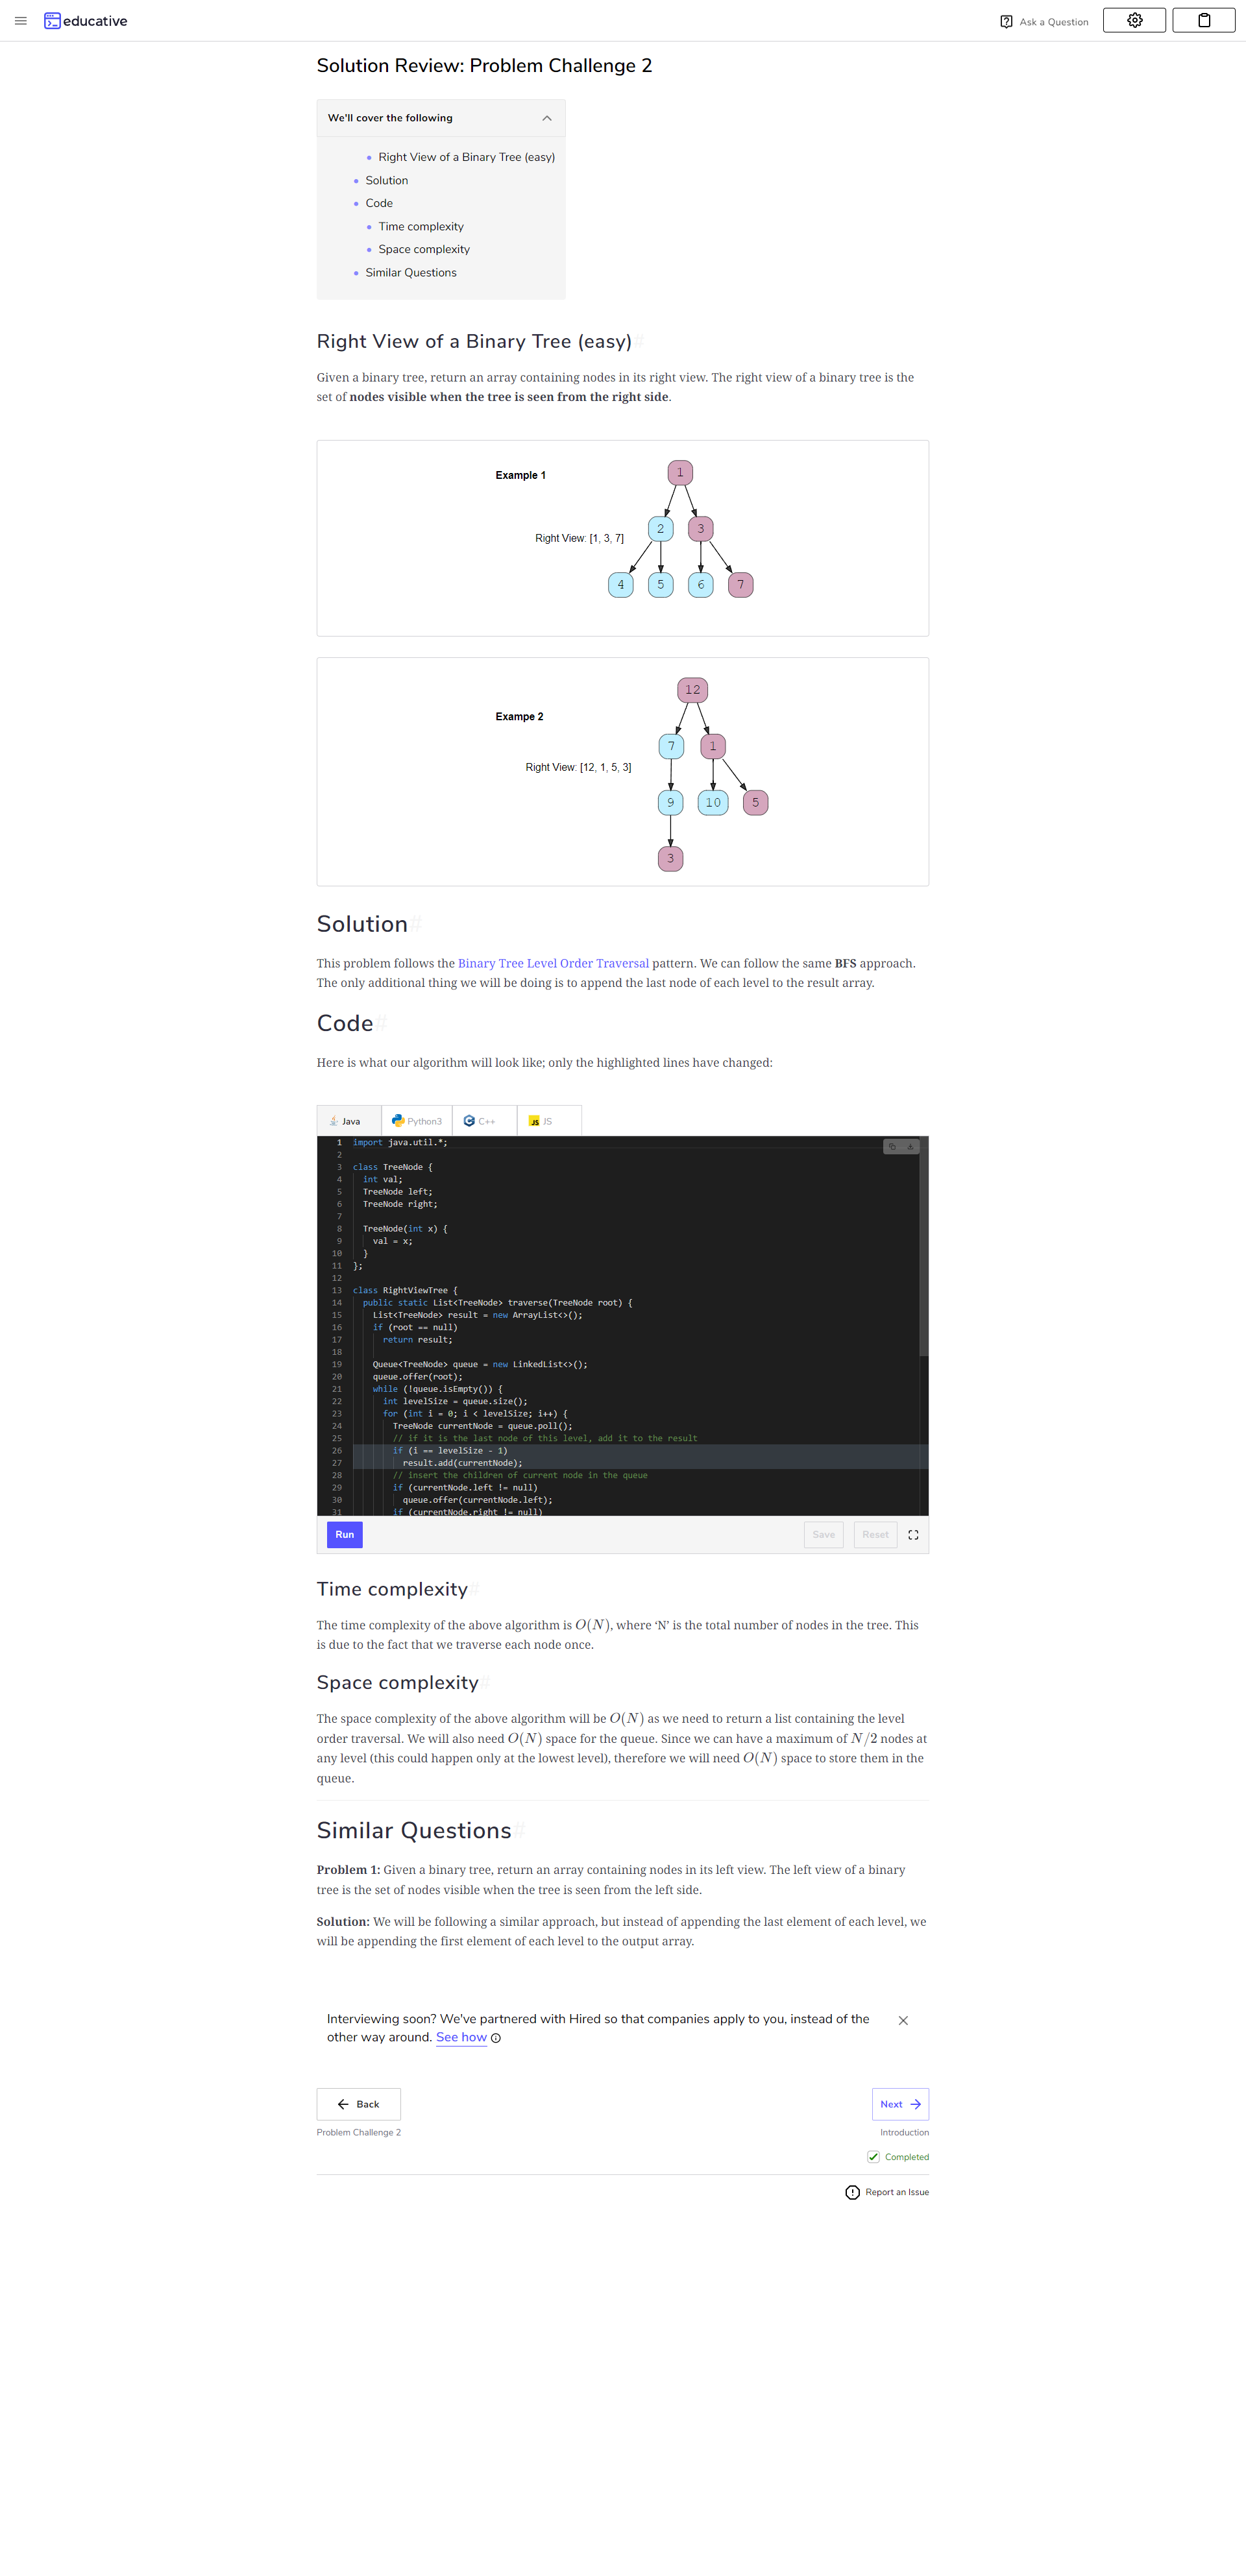 educative
Ask a Question
Solution Review: Problem Challenge 2
We'll cover the following
Right View of a Binary Tree (easy)
Solution
Code
Time complexity
Space complexity
Similar Questions
Right View of a Binary Tree (easy)#
Given a binary tree, return an array containing nodes in its right view. The right view of a binary tree is the
set of nodes visible when the tree is seen from the right side.
Example 1
1
2 3
Right View: [1, 3, 7]
4 5 6 7
12
Exampe 2
7 1
Right View: [12, 1, 5, 3]
9 10 5
3
Solution#
This problem follows the Binary Tree Level Order Traversal pattern. We can follow the same BFS approach.
The only additional thing we will be doing is to append the last node of each level to the result array.
Code#
Here is what our algorithm will look like; only the highlighted lines have changed:
Java Python3 C++ JS
1 import java.util.*;
2
3 class TreeNode {
4 int val;
5 TreeNode left;
6 TreeNode right;
7
8 TreeNode(int x) {
9 val = x;
10 }
11 };
12
13 class RightViewTree {
14 public static List<TreeNode> traverse(TreeNode root) {
15 List<TreeNode> result = new ArrayList<>();
16 if (root == null)
17 return result;
18
19 Queue<TreeNode> queue = new LinkedList<>();
20 queue.offer(root);
21 while (!queue.isEmpty()) {
22 int levelSize = queue.size();
23 for (int i = 0; i < levelSize; i++) {
24 TreeNode currentNode = queue.poll();
25 // if it is the last node of this level, add it to the result
26 if (i == levelSize - 1)
27 result.add(currentNode);
28 // insert the children of current node in the queue
29 if (currentNode.left != null)
30 queue.offer(currentNode.left);
31 if (currentNode.right != null)
Run Save Reset
Time complexity#
The time complexity of the above algorithm is O(N), where ‘N’ is the total number of nodes in the tree. This
is due to the fact that we traverse each node once.
Space complexity#
The space complexity of the above algorithm will be O(N) as we need to return a list containing the level
order traversal. We will also need O(N) space for the queue. Since we can have a maximum of N/2 nodes at
any level (this could happen only at the lowest level), therefore we will need O(N) space to store them in the
queue.
Similar Questions#
Problem 1: Given a binary tree, return an array containing nodes in its left view. The left view of a binary
tree is the set of nodes visible when the tree is seen from the left side.
Solution: We will be following a similar approach, but instead of appending the last element of each level, we
will be appending the first element of each level to the output array.
Interviewing soon? We've partnered with Hired so that companies apply to you, instead of the
other way around. See how
Back Next
Problem Challenge 2 Introduction
Completed
Report an Issue